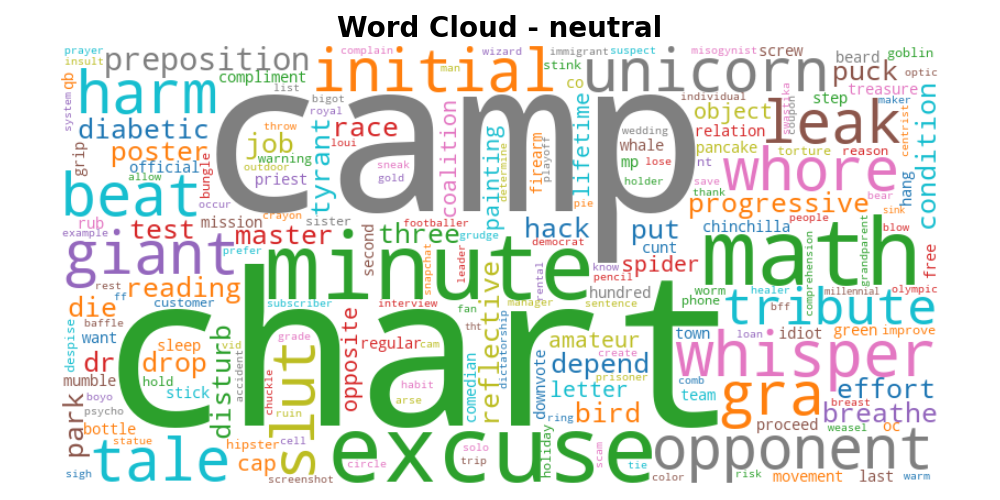 Word Cloud - neutral
prayer
insult
preposition
complain
initial
wizard
immigrant
suspect
misogynist
screw
beard
goblin
stink
unicorn
puck
optic
treasure
qb
harm
compliment
list
man
co
individual
system
bigot
royal
camp
object
swastika
coupon
step
maker
leak
centrist
condition
diabetic
job
throw
race
loui
coalition
painting
determine
firearm
playoff
lifetime
wedding
whale
relation
pancake
torture
reason
grip
poster
official
warning
outdoor
tyrant
mp
lose
nt
whore
hang
allow
bungle
priest
sneak
gold
holder
save
thank
bear
beat
occur
crayon
pie
progressive
sink
rub
mission
sister
footballer
people
blow
example
test
master
second
three
grudge
hack
put
chinchilla
giant
prefer
minute
democrat
cunt
math
comprehension
grandparent
free
know
spider
pencil
snapchat
leader
reflective
rental
olympic
rest
reading
hundred
worm
healer
millennial
ff
customer
subscriber
interview
fan
manager
sentence
phone
bff
tribute
die
baffle
chart
tht
dictatorship
despise
want
sleep
vid
disturb
accident
grade
opposite
regular
cam
amateur
town
loan
idiot
green
improve
dr
drop
chuckle
slut
habit
comedian
create
depend
downvote
prisoner
whisper
mumble
hold
comb
boyo
stick
arse
letter
team
gra
breast
effort
psycho
ruin
ring
bird
breathe
park
bottle
statue
hipster
cell
excuse
solo
holiday
scam
tie
proceed
weasel
oc
opponent
tale
cap
circle
trip
color
risk
movement
last
warm
sigh
screenshot